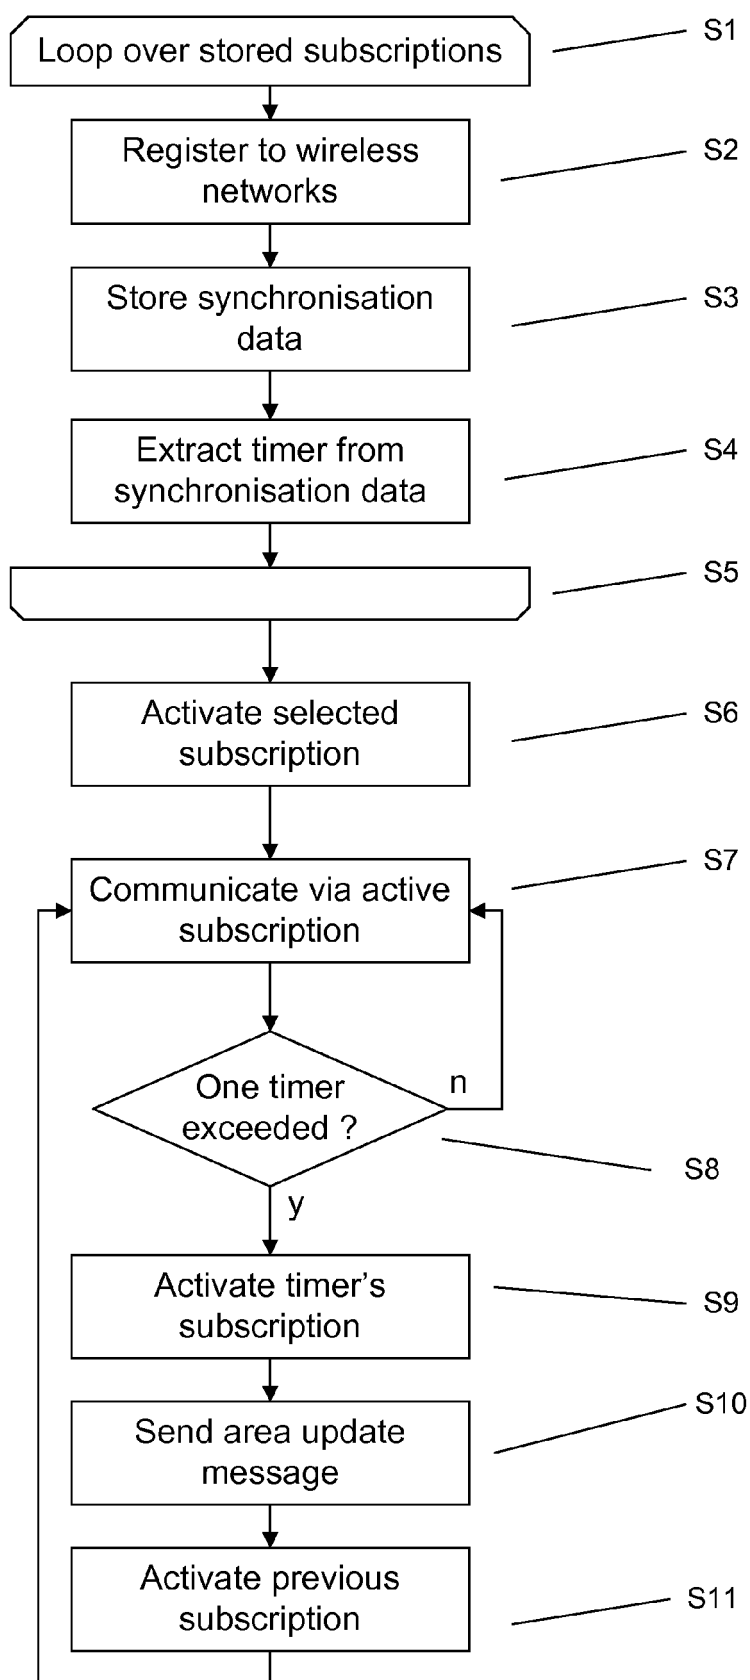 Loop over stored subscriptions
S1
Register to wireless
networks
S2
Store synchronisation
data
S3
Extract timer from
synchronisation data
S4
S5
Activate selected
subscription
S6
Communicate via active
subscription
S7
One timer
exceeded ?
n
y
S8
Activate timer's
subscription
S9
Send area update
message
S10
Activate previous
subscription
S11